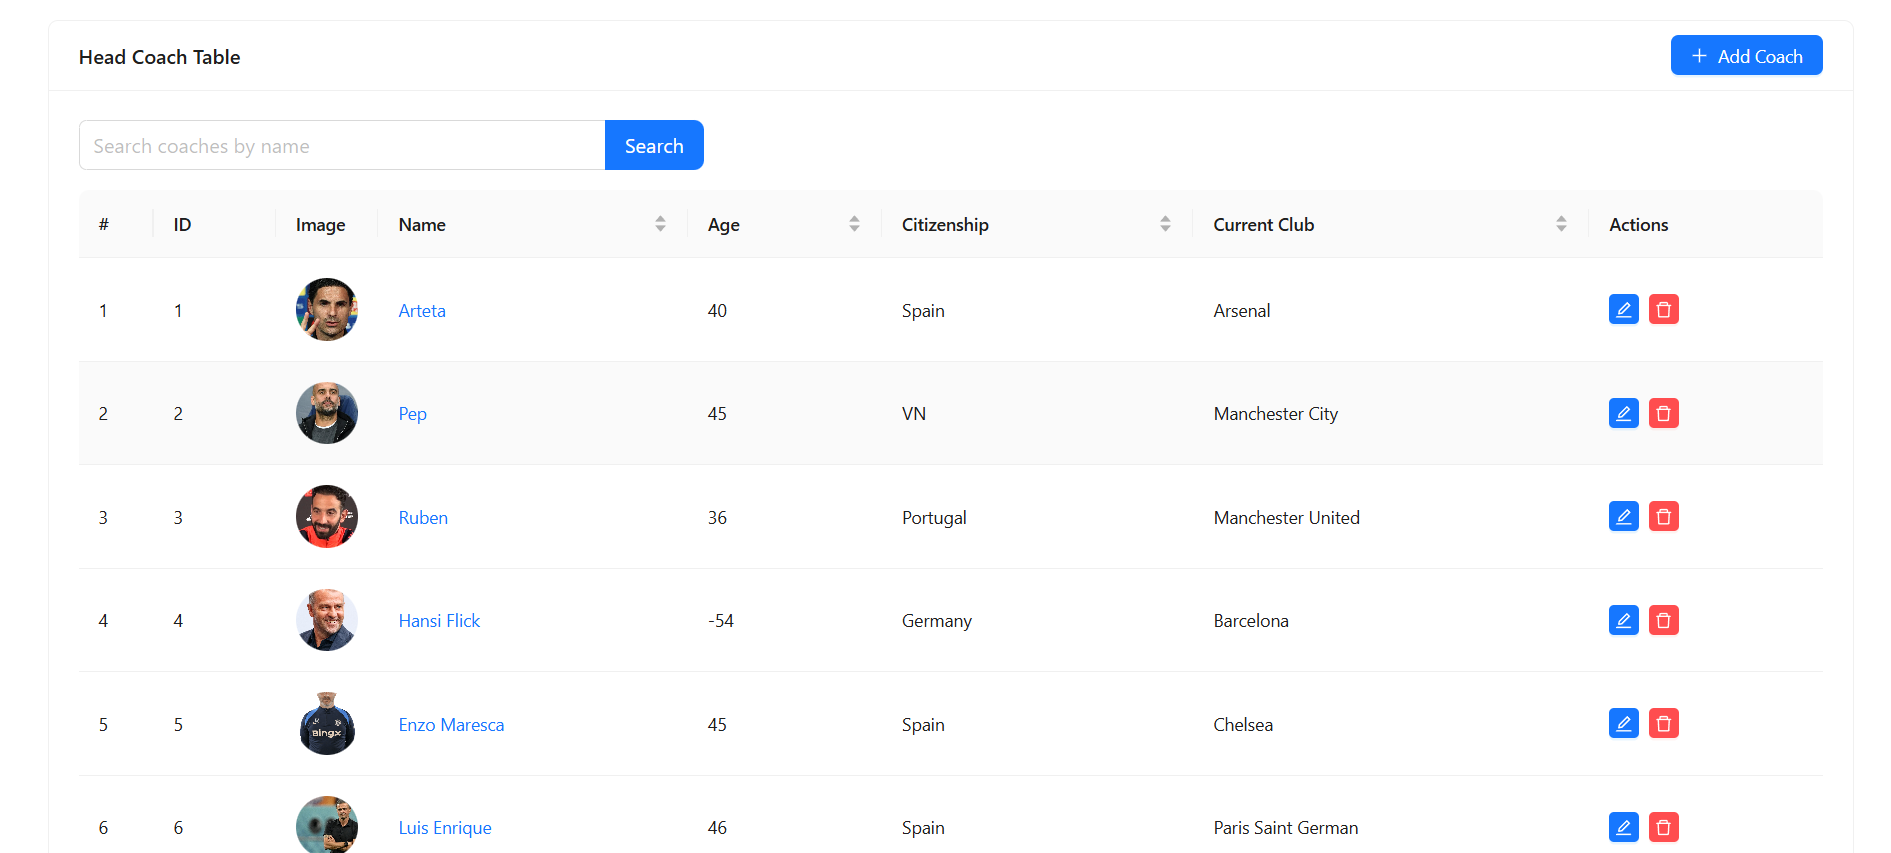 Head Coach Table
Add Coach
Search coaches by name
Search
# ID Image Name Age Citizenship Current Club Actions
1 1 Arteta 40 Spain Arsenal
2 2 Pep 45 VN Manchester City
3 3 Ruben 36 Portugal Manchester United
4 4 Hansi Flick -54 Germany Barcelona
5 5 Enzo Maresca 45 Spain Chelsea
BingX
6 6 Luis Enrique 46 Spain Paris Saint German